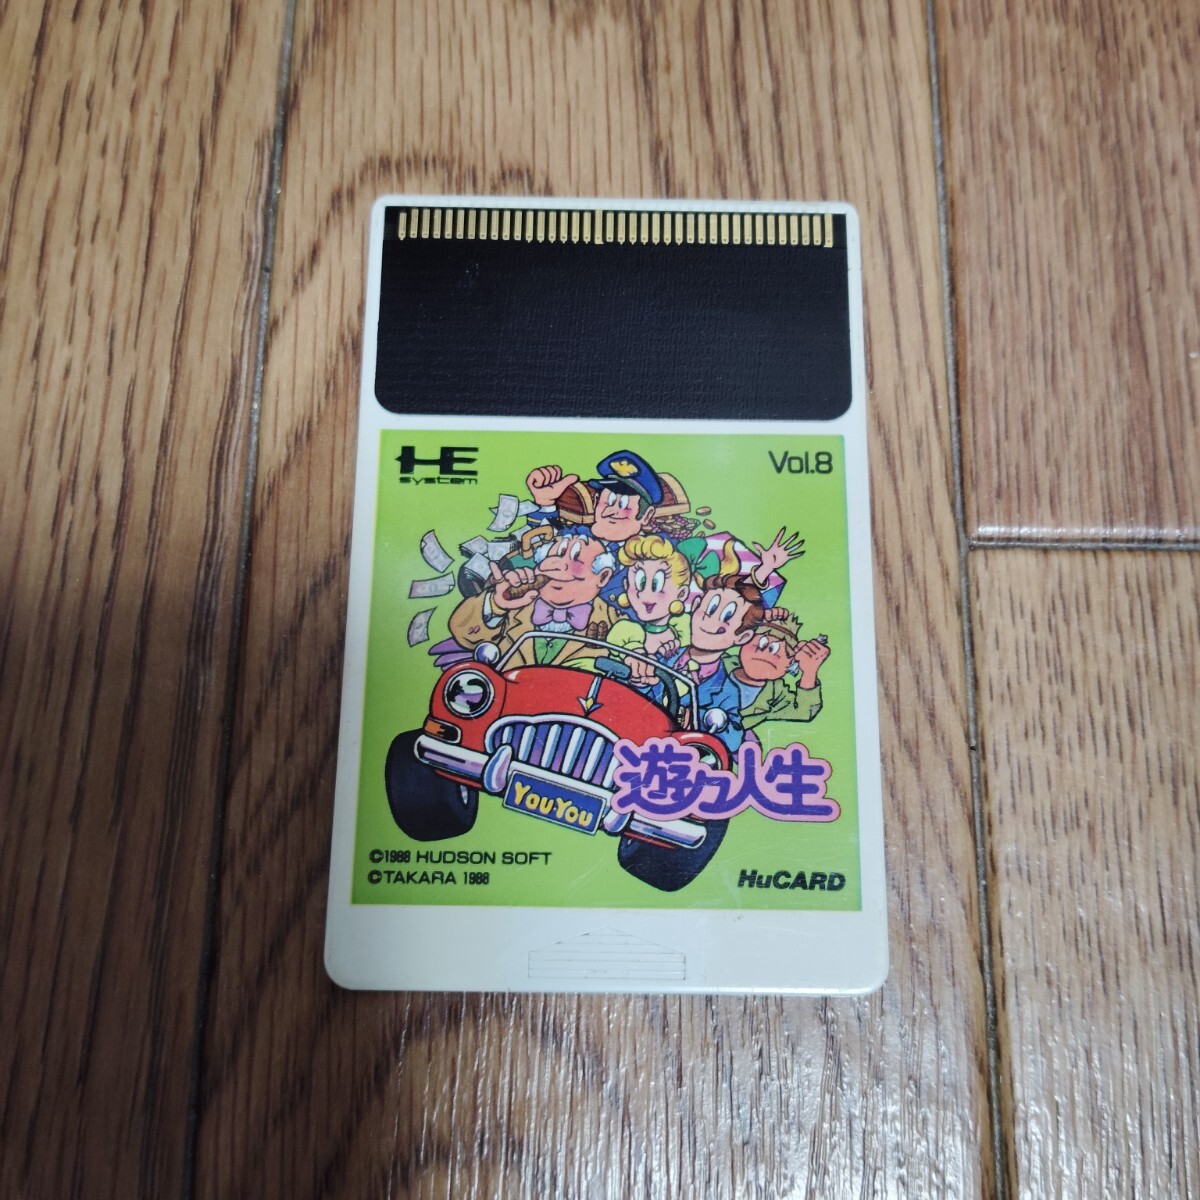 HE
system
Vol.8
遊々人生
YOU・YOU
©1988 HUDSON SOFT
©TAKARA 1988
HuCARD